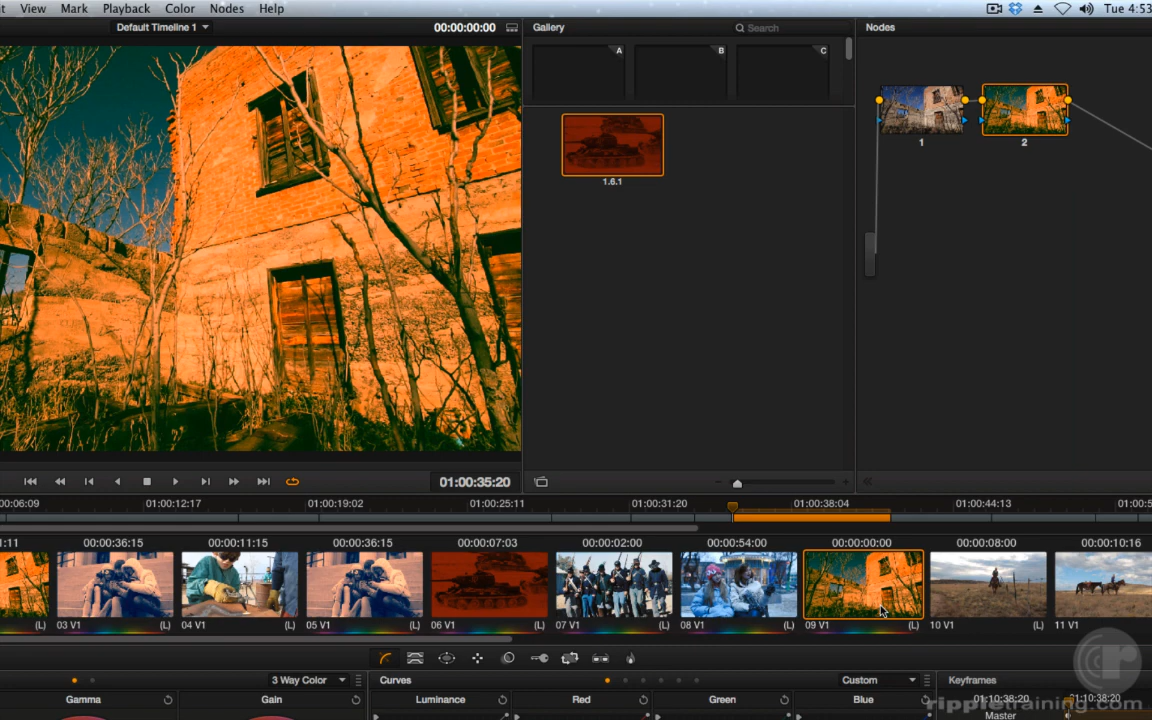 View Mark Playback Color Nodes Help Tue 4:53
Default Timeline 1 00:00:00:00 Gallery Search Nodes
A B C
1 2
1.6.1
01:00:35:20
00:06:09 01:00:12:17 01:00:19:02 01:00:25:11 01:00:31:20 01:00:38:04 01:00:44:13 01:00:5
1:11 00:00:36:15 00:00:11:15 00:00:36:15 00:00:07:03 00:00:02:00 00:00:54:00 00:00:00:00 00:00:08:00 00:00:10:16
(L) 03 V1 (L) 04 V1 (L) 05 V1 (L) 06 V1 (L) 07 V1 (L) 08 V1 (L) 09 V1 (L) 10 V1 (L) 11 V1
3 Way Color Curves Custom Keyframes
Gamma Gain Luminance Red Green Blue 01:10:38:20 01:10:38:20
Master
rippletraining.com